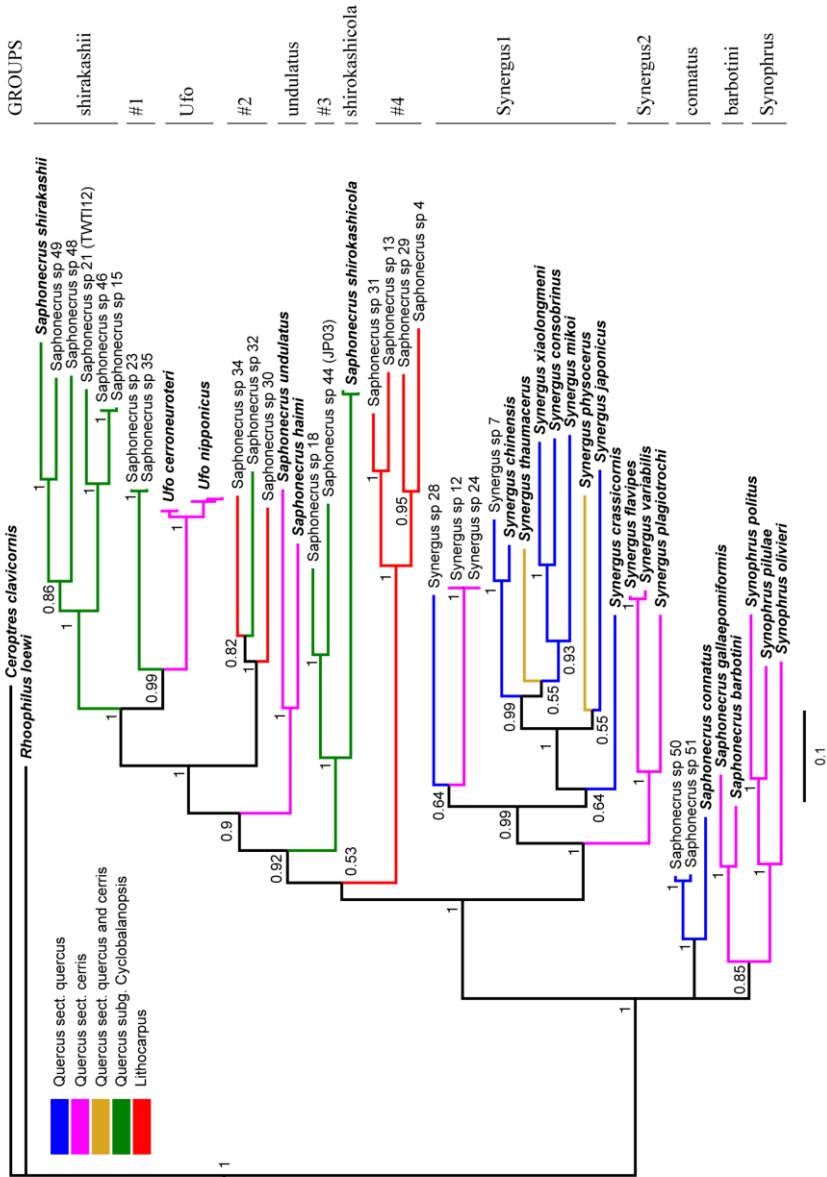 GROUPS
Ceroptres clavicornis
Rhoophilus loewi
Saphonecrus shirakashii
Saphonecrus sp 49
Saphonecrus sp 48
Saphonecrus sp 21 (TWTI12)
Saphonecrus sp 46
Saphonecrus sp 15
Saphonecrus sp 23
Saphonecrus sp 35
Ufo cerroneuroteri
Ufo nipponicus
Saphonecrus sp 34
Saphonecrus sp 32
Saphonecrus sp 30
Saphonecrus undulatus
Saphonecrus haimi
Saphonecrus sp 18
Saphonecrus sp 44 (JP03)
Saphonecrus shirokashicola
Saphonecrus sp 31
Saphonecrus sp 13
Saphonecrus sp 29
Saphonecrus sp 4
Synergus sp 28
Synergus sp 12
Synergus sp 24
Synergus sp 7
Synergus chinensis
Synergus thaumacerus
Synergus xiaolongmeni
Synergus consobrinus
Synergus mikoi
Synergus physocerus
Synergus japonicus
Synergus crassicornis
Synergus flavipes
Synergus variabilis
Synergus plagiotrochi
Saphonecrus sp 50
Saphonecrus sp 51
Saphonecrus connatus
Saphonecrus gallaepomiformis
Saphonecrus barbotini
Synophrus politus
Synophrus pilulae
Synophrus olivieri
shirakashii
#1
Ufo
#2
undulatus
#3
shirokashicola
#4
Synergus1
Synergus2
connatus
barbotini
Synophrus
1
0.86
1
1
1
1
0.99
1
1
0.82
1
1
0.9
1
1
0.92
1
0.95
0.53
1
1
0.64
1
0.99
1
0.99
1
0.55
0.93
1
0.55
0.64
1
1
1
1
1
1
1
1
0.85
1
1
Quercus sect. quercus
Quercus sect. cerris
Quercus sect. quercus and cerris
Quercus subg. Cyclobalanopsis
Lithocarpus
0.1